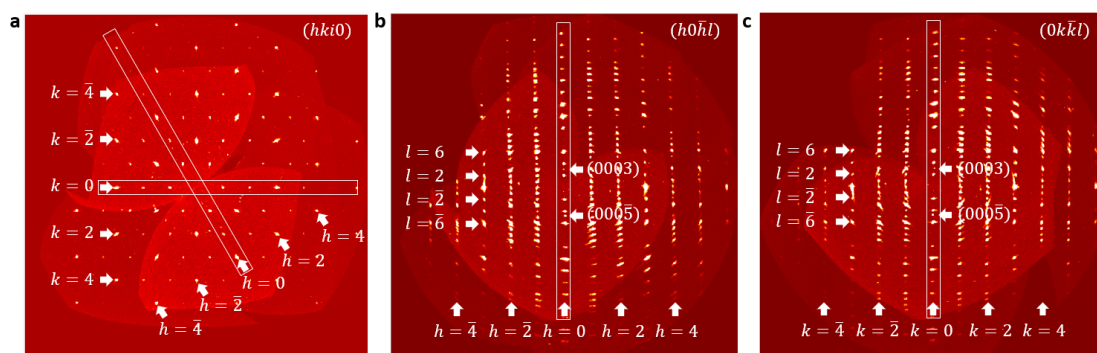 a
(hki0)
k = 4̅
k = 2̅
k = 0
k = 2
k = 4
h = 4
h = 2
h = 0
h = 2̅
h = 4̅
b
(h0h̅l)
l = 6
l = 2
l = 2̅
l = 6̅
(0003)
(0005̅)
h = 4̅
h = 2̅
h = 0
h = 2
h = 4
c
(0kk̅l)
l = 6
l = 2
l = 2̅
l = 6̅
(0003)
(0005̅)
k = 4̅
k = 2̅
k = 0
k = 2
k = 4